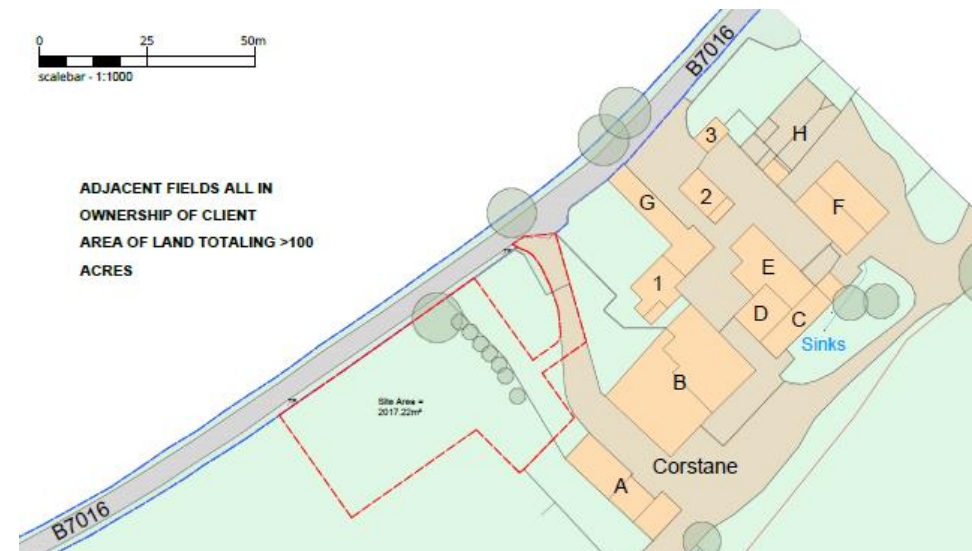 0 25 50m
scalebar - 1:1000
B7016
ADJACENT FIELDS ALL IN
OWNERSHIP OF CLIENT
AREA OF LAND TOTALING >100
ACRES
3
H
2
G
F
E
1
D
C
Sinks
B
Site Area =
2017.22m²
Corstane
A
B7016